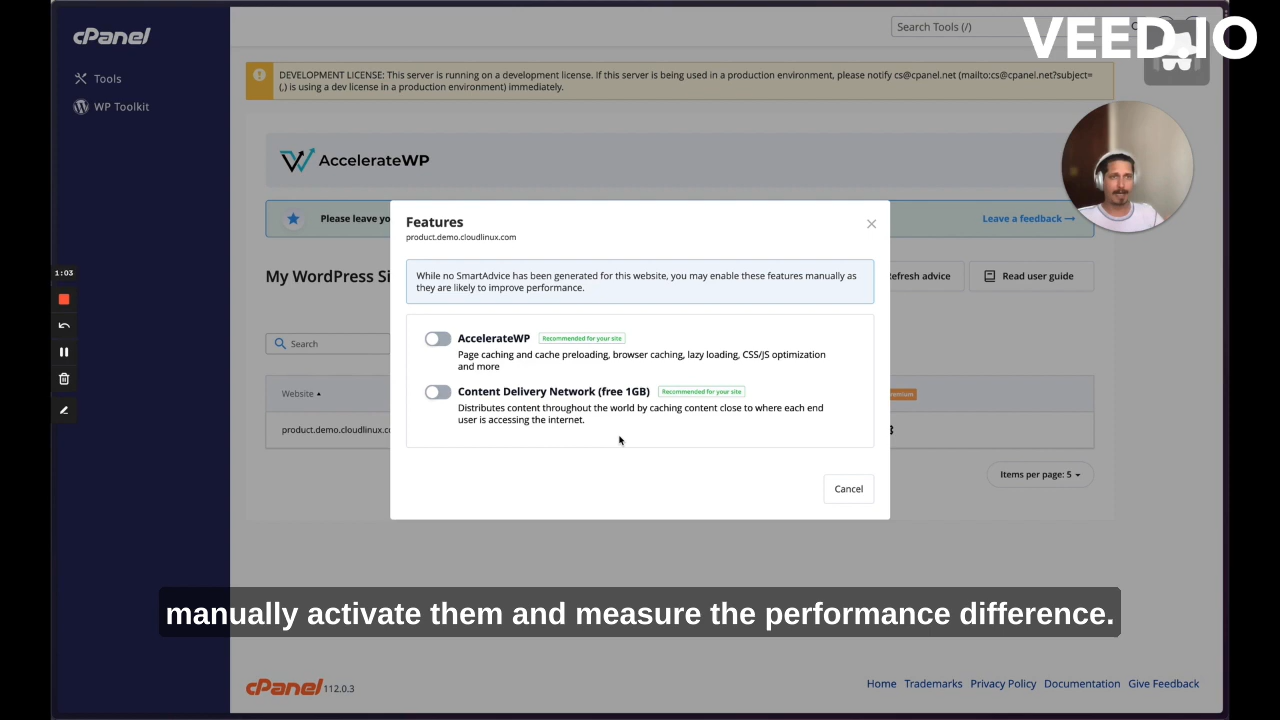 cPanel
Search Tools (/)
VEED.IO
Tools
WP Toolkit
DEVELOPMENT LICENSE: This server is running on a development license. If this server is being used in a production environment, please notify cs@cpanel.net (mailto:cs@cpanel.net?subject=
(,) is using a dev license in a production environment) immediately.
AccelerateWP
Please leave yo
Leave a feedback →
Features
product.demo.cloudlinux.com
My WordPress Si
efresh advice
Read user guide
While no SmartAdvice has been generated for this website, you may enable these features manually as
they are likely to improve performance.
1:03
AccelerateWP Recommended for your site
Page caching and cache preloading, browser caching, lazy loading, CSS/JS optimization
and more
Search
Content Delivery Network (free 1GB) Recommended for your site
Distributes content throughout the world by caching content close to where each end
user is accessing the internet.
Website
remium
product.demo.cloudlinux.co
Items per page: 5
Cancel
manually activate them and measure the performance difference.
cPanel 112.0.3
Home Trademarks Privacy Policy Documentation Give Feedback